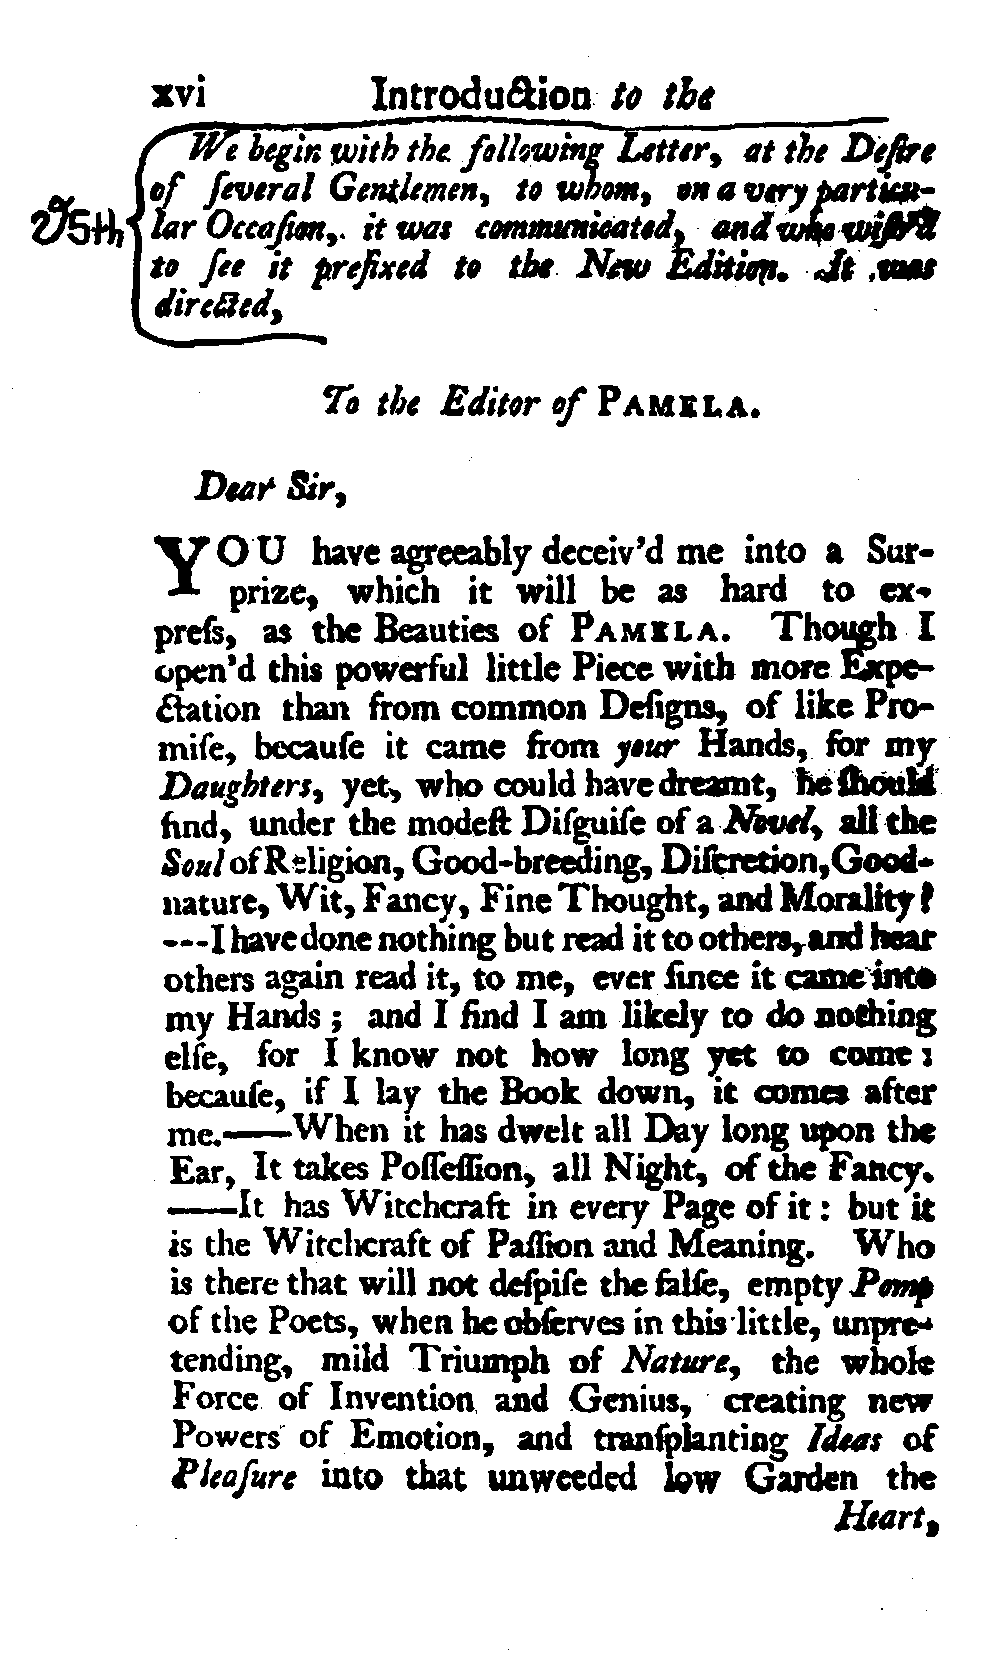 xvi Introduction to the
We begin with the following Letter, at the Deſire
of ſeveral Gentlemen, to whom, on a very particu-
lar Occaſion, it was communicated, and who wiſh'd
to ſee it prefixed to the New Edition. It was
directed,
To the Editor of PAMELA.
Dear Sir,
YOU have agreeably deceiv'd me into a Sur-
prize, which it will be as hard to ex-
preſs, as the Beauties of PAMELA. Though I
open'd this powerful little Piece with more Expe-
ctation than from common Deſigns, of like Pro-
miſe, becauſe it came from your Hands, for my
Daughters, yet, who could have dreamt, he ſhould
find, under the modeſt Diſguiſe of a Novel, all the
Soul of Religion, Good-breeding, Diſcretion, Good-
nature, Wit, Fancy, Fine Thought, and Morality!
---I have done nothing but read it to others, and hear
others again read it, to me, ever ſince it came into
my Hands; and I find I am likely to do nothing
elſe, for I know not how long yet to come:
becauſe, if I lay the Book down, it comes after
me.——When it has dwelt all Day long upon the
Ear, It takes Poſſeſſion, all Night, of the Fancy.
——It has Witchcraft in every Page of it: but it
is the Witchcraft of Paſſion and Meaning. Who
is there that will not deſpiſe the falſe, empty Pomp
of the Poets, when he obſerves in this little, unpre-
tending, mild Triumph of Nature, the whole
Force of Invention and Genius, creating new
Powers of Emotion, and tranſplanting Ideas of
Pleaſure into that unweeded low Garden the
Heart,